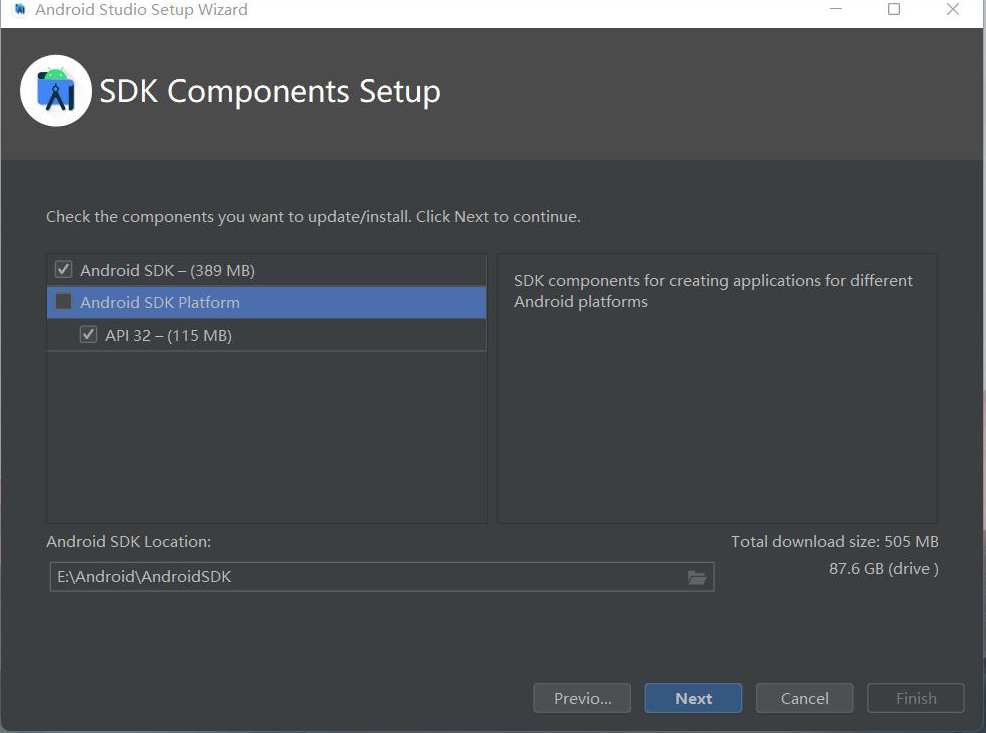 Android Studio Setup Wizard
SDK Components Setup
Check the components you want to update/install. Click Next to continue.
Android SDK – (389 MB)
Android SDK Platform
API 32 – (115 MB)
SDK components for creating applications for different
Android platforms
Android SDK Location:
E:\Android\AndroidSDK
Total download size: 505 MB
87.6 GB (drive )
Previo...
Next
Cancel
Finish